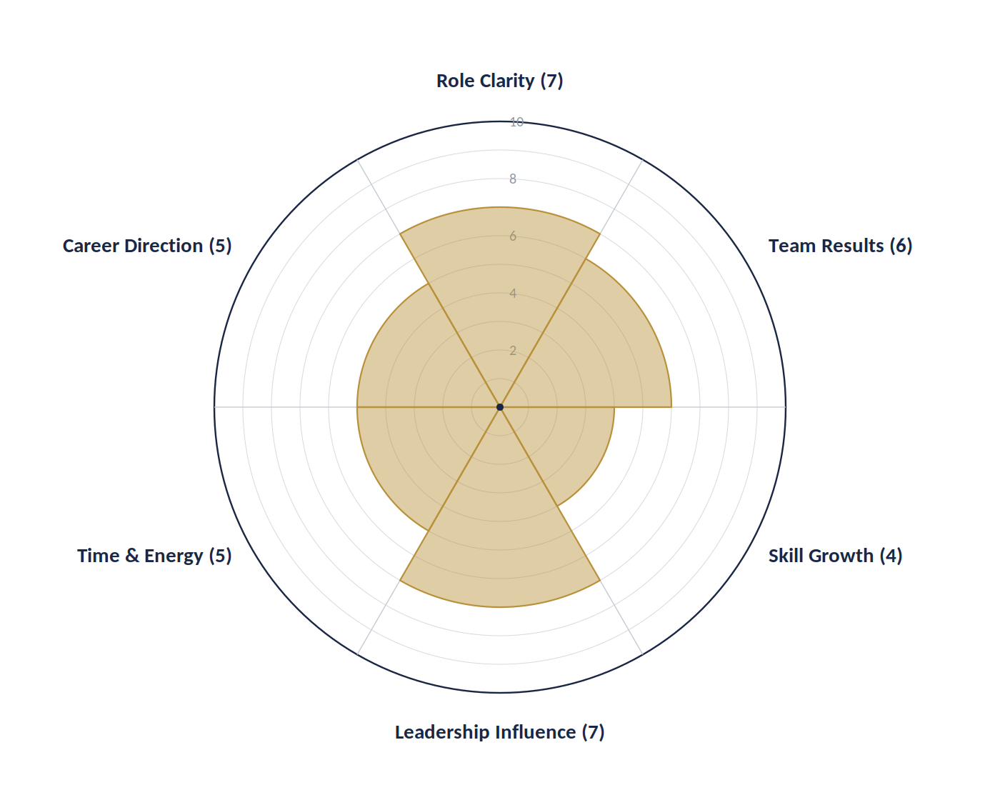 Role Clarity (7)
10
8
Career Direction (5)
Team Results (6)
6
4
2
Time & Energy (5)
Skill Growth (4)
Leadership Influence (7)